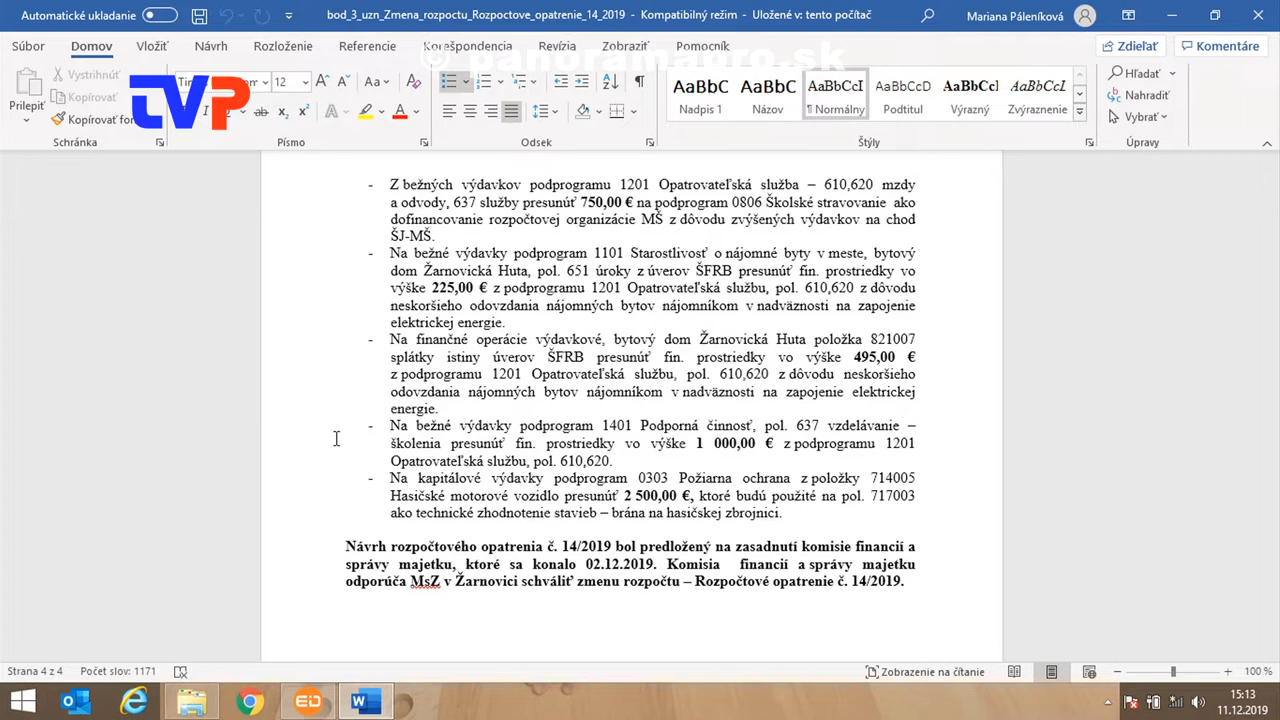 Automatické ukladanie
bod_3_uzn_Zmena_rozpoctu_Rozpoctove_opatrenie_14_2019 - Kompatibilný režim - Uložené v: tento počítač
Mariana Páleníková
Súbor Domov Vložiť Návrh Rozloženie Referencie Korešpondencia Revízia Zobraziť Pomocník
Zdieľať Komentáre
© panoramapro.sk
TVP
Prilepiť
Vystrihnúť
Kopírovať
Kopírovať for
Schránka
12
Písmo
Odsek
AaBbC AaBbC AaBbCcI AaBbCcD AaBbCcI AaBbCcL
Nadpis 1 Názov ¶ Normálny Podtitul Výrazný Zvýraznenie
Štýly
Hľadať
Nahradiť
Vybrať
Úpravy
- Z bežných výdavkov podprogramu 1201 Opatrovateľská služba – 610,620 mzdy
a odvody, 637 služby presunúť 750,00 € na podprogram 0806 Školské stravovanie ako
dofinancovanie rozpočtovej organizácie MŠ z dôvodu zvýšených výdavkov na chod
ŠJ-MŠ.
- Na bežné výdavky podprogram 1101 Starostlivosť o nájomné byty v meste, bytový
dom Žarnovická Huta, pol. 651 úroky z úverov ŠFRB presunúť fin. prostriedky vo
výške 225,00 € z podprogramu 1201 Opatrovateľskú službu, pol. 610,620 z dôvodu
neskoršieho odovzdania nájomných bytov nájomníkom v nadväznosti na zapojenie
elektrickej energie.
- Na finančné operácie výdavkové, bytový dom Žarnovická Huta položka 821007
splátky istiny úverov ŠFRB presunúť fin. prostriedky vo výške 495,00 €
z podprogramu 1201 Opatrovateľskú službu, pol. 610,620 z dôvodu neskoršieho
odovzdania nájomných bytov nájomníkom v nadväznosti na zapojenie elektrickej
energie.
- Na bežné výdavky podprogram 1401 Podporná činnosť, pol. 637 vzdelávanie –
školenia presunúť fin. prostriedky vo výške 1 000,00 € z podprogramu 1201
Opatrovateľskú službu, pol. 610,620.
- Na kapitálové výdavky podprogram 0303 Požiarna ochrana z položky 714005
Hasičské motorové vozidlo presunúť 2 500,00 €, ktoré budú použité na pol. 717003
ako technické zhodnotenie stavieb – brána na hasičskej zbrojnici.
Návrh rozpočtového opatrenia č. 14/2019 bol predložený na zasadnutí komisie financií a
správy majetku, ktoré sa konalo 02.12.2019. Komisia financií a správy majetku
odporúča MsZ v Žarnovici schváliť zmenu rozpočtu – Rozpočtové opatrenie č. 14/2019.
Strana 4 z 4 Počet slov: 1171
Zobrazenie na čítanie
100 %
15:13
11.12.2019